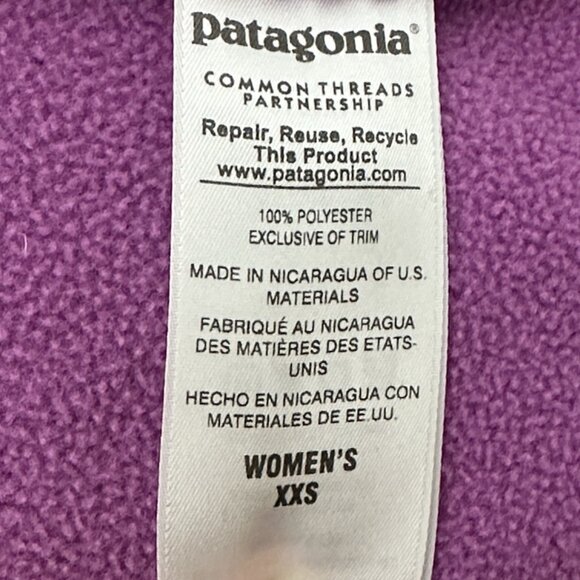 patagonia®
COMMON THREADS
PARTNERSHIP
Repair, Reuse, Recycle
This Product
www.patagonia.com
100% POLYESTER
EXCLUSIVE OF TRIM
MADE IN NICARAGUA OF U.S.
MATERIALS
FABRIQUÉ AU NICARAGUA
DES MATIÈRES DES ETATS-
UNIS
HECHO EN NICARAGUA CON
MATERIALES DE EE.UU.
WOMEN'S
XXS